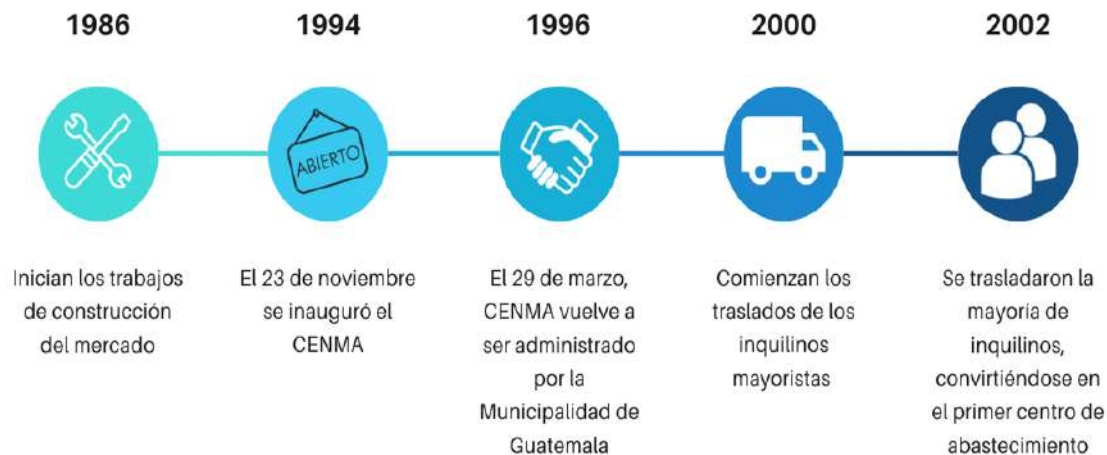 1986
Inician los trabajos
de construcción
del mercado
1994
ABIERTO
El 23 de noviembre
se inauguró el
CENMA
1996
El 29 de marzo,
CENMA vuelve a
ser administrado
por la
Municipalidad de
Guatemala
2000
Comienzan los
traslados de los
inquilinos
mayoristas
2002
Se trasladaron la
mayoría de
inquilinos,
convirtiéndose en
el primer centro de
abastecimiento